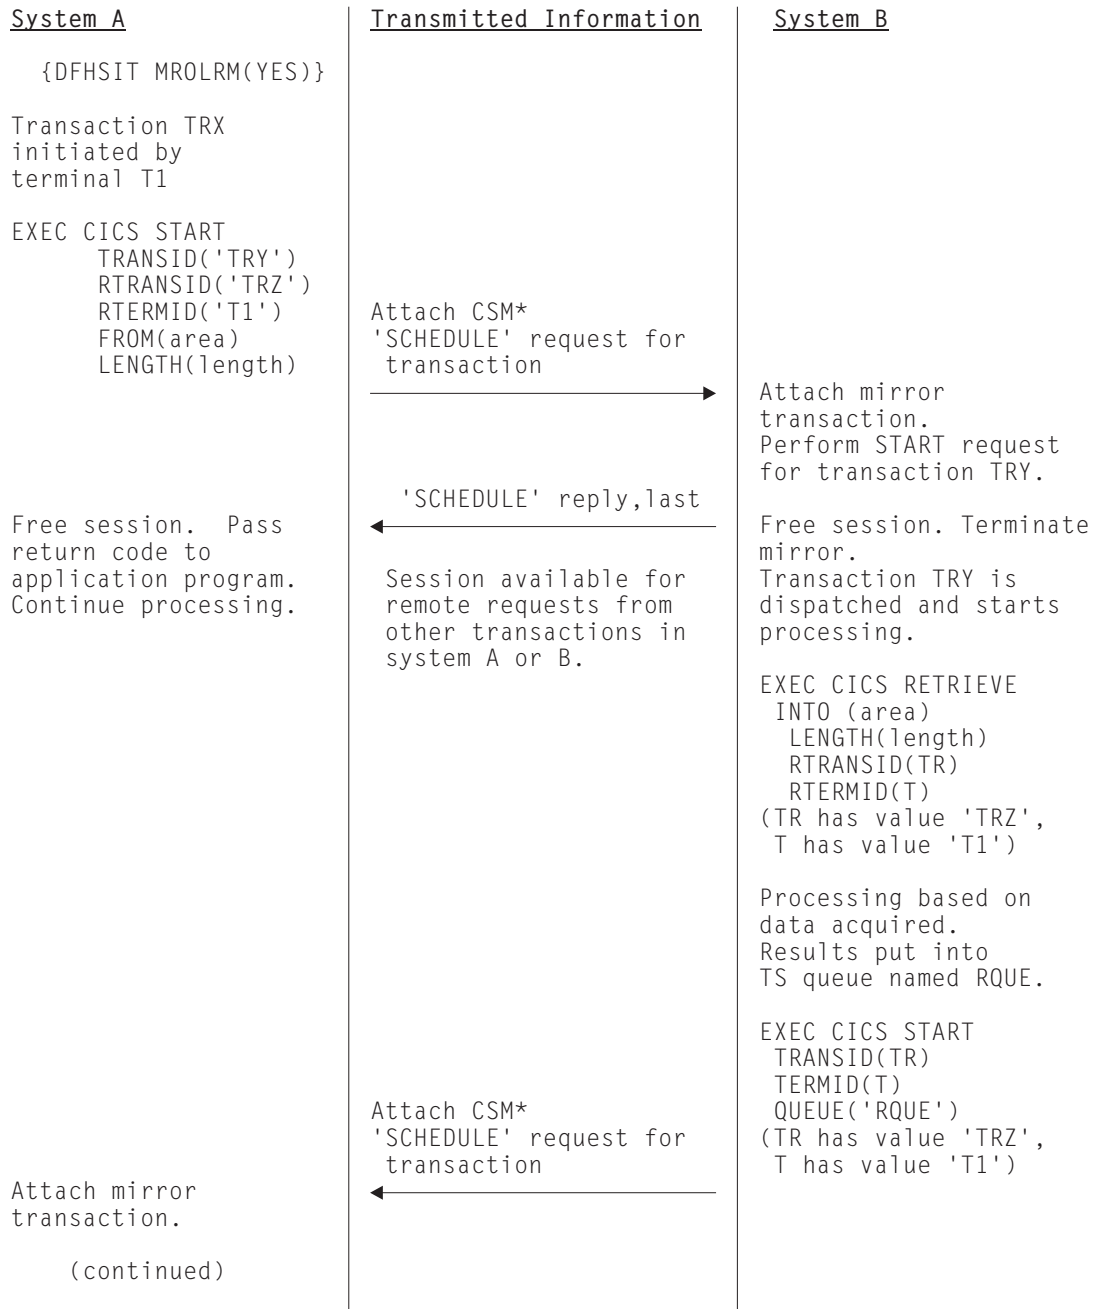 System A
Transmitted Information
System B
{DFHSIT MROLRM(YES)}
Transaction TRX
initiated by
terminal T1
EXEC CICS START
TRANSID('TRY')
RTRANSID('TRZ')
RTERMID('T1')
FROM(area)
LENGTH(length)
Attach CSM*
'SCHEDULE' request for
transaction
Attach mirror
transaction.
Perform START request
for transaction TRY.
'SCHEDULE' reply,last
Free session.  Pass
return code to
application program.
Continue processing.
Session available for
remote requests from
other transactions in
system A or B.
Free session. Terminate
mirror.
Transaction TRY is
dispatched and starts
processing.
EXEC CICS RETRIEVE
INTO (area)
LENGTH(length)
RTRANSID(TR)
RTERMID(T)
(TR has value 'TRZ',
T has value 'T1')
Processing based on
data acquired.
Results put into
TS queue named RQUE.
EXEC CICS START
TRANSID(TR)
TERMID(T)
QUEUE('RQUE')
(TR has value 'TRZ',
T has value 'T1')
Attach CSM*
'SCHEDULE' request for
transaction
Attach mirror
transaction.
(continued)